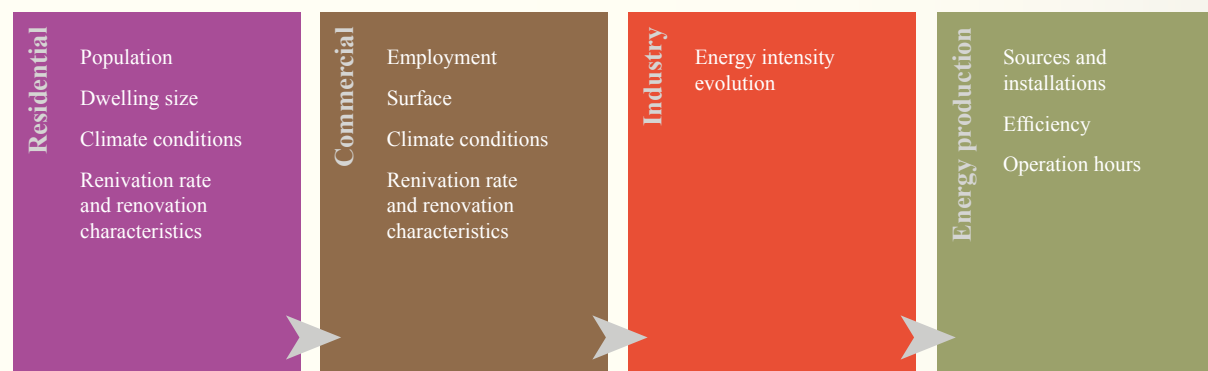 Residential
Population
Dwelling size
Climate conditions
Renivation rate
and renovation
characteristics
Commercial
Employment
Surface
Climate conditions
Renivation rate
and renovation
characteristics
Industry
Energy intensity
evolution
Energy production
Sources and
installations
Efficiency
Operation hours